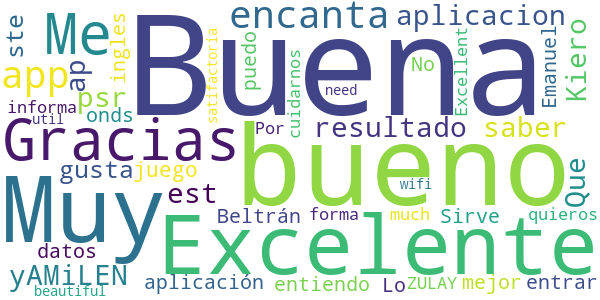 ste
Me
ingles
satifactoria
encanta
aplicacion
Buena
app
ap
puedo
cuidarnos
need
No
Excellent
Emanuel
Kiero
psr
informa
util
onds
Gracias
Por
resultado
saber
bueno
gusta
juego
Muy
est
wifi
Que
Beltrán
forma
much
Sirve
quieros
datos
Excelente
yAMiLEN
beautiful
aplicación
entiendo
Lo
ZULAY
mejor
entrar